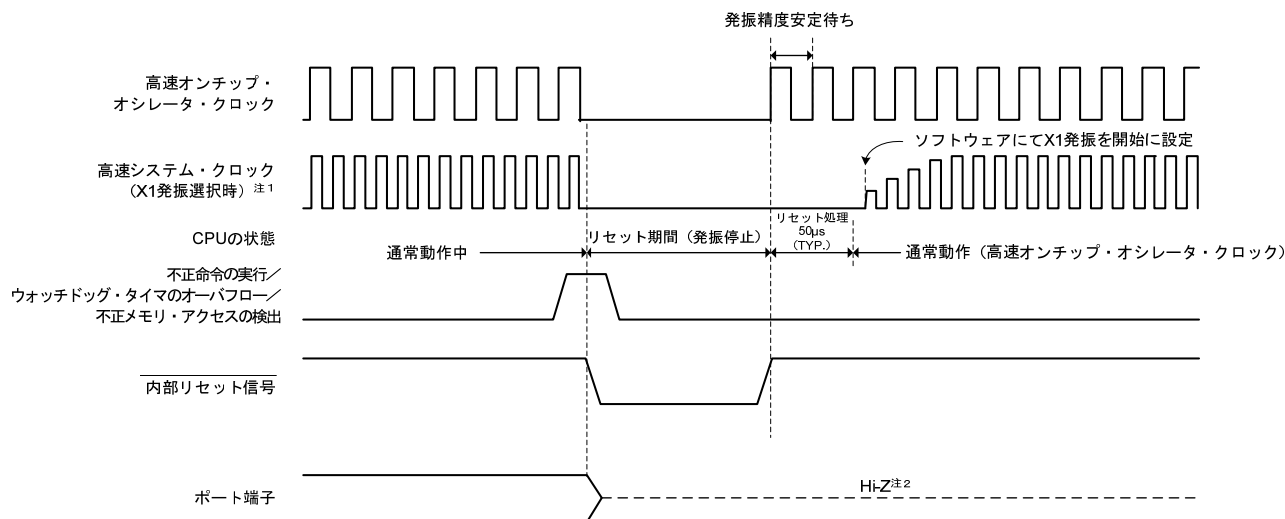 発振精度安定待ち
高速オンチップ・
オシレータ・クロック
ソフトウェアにてX1発振を開始に設定
高速システム・クロック
（X1発振選択時）注1
リセット処理
50μs
(TYP.)
CPUの状態
通常動作中
リセット期間（発振停止）
通常動作（高速オンチップ・オシレータ・クロック）
不正命令の実行／
ウォッチドッグ・タイマのオーバフロー／
不正メモリ・アクセスの検出
内部リセット信号
ポート端子
Hi-Z注2